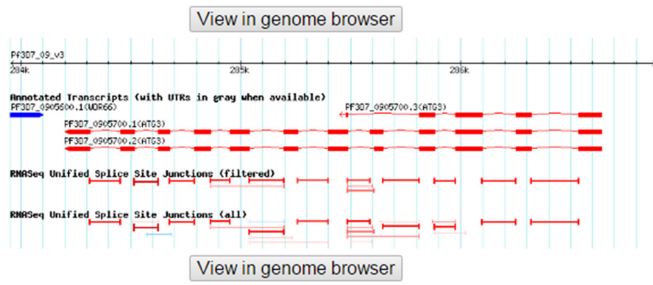 View in genome browser
Pf3D7_09_v3
284k 285k 286k
Annotated Transcripts (with UTRs in gray when available)
PF3D7_0905600.1(WDR66) PF3D7_0905700.3(ATG3)
PF3D7_0905700.1(ATG3)
PF3D7_0905700.2(ATG3)
RNASeq Unified Splice Site Junctions (filtered)
RNASeq Unified Splice Site Junctions (all)
View in genome browser